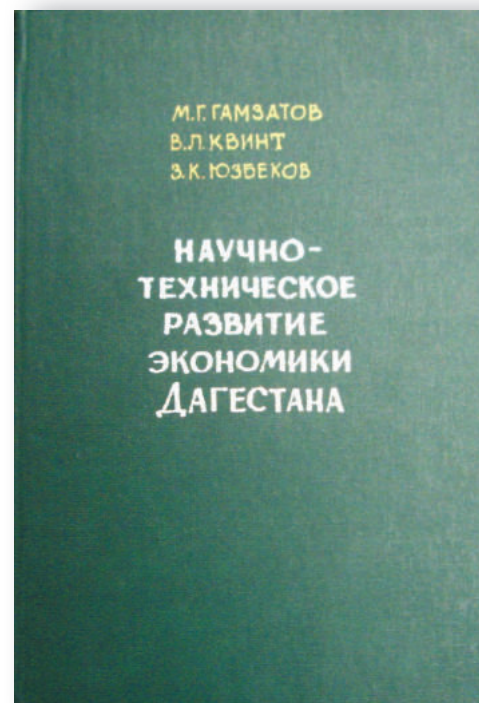 М.Г. ГАМЗАТОВ
В.Л. КВИНТ
З.К. ЮЗБЕКОВ
НАУЧНО-
ТЕХНИЧЕСКОЕ
РАЗВИТИЕ
ЭКОНОМИКИ
ДАГЕСТАНА